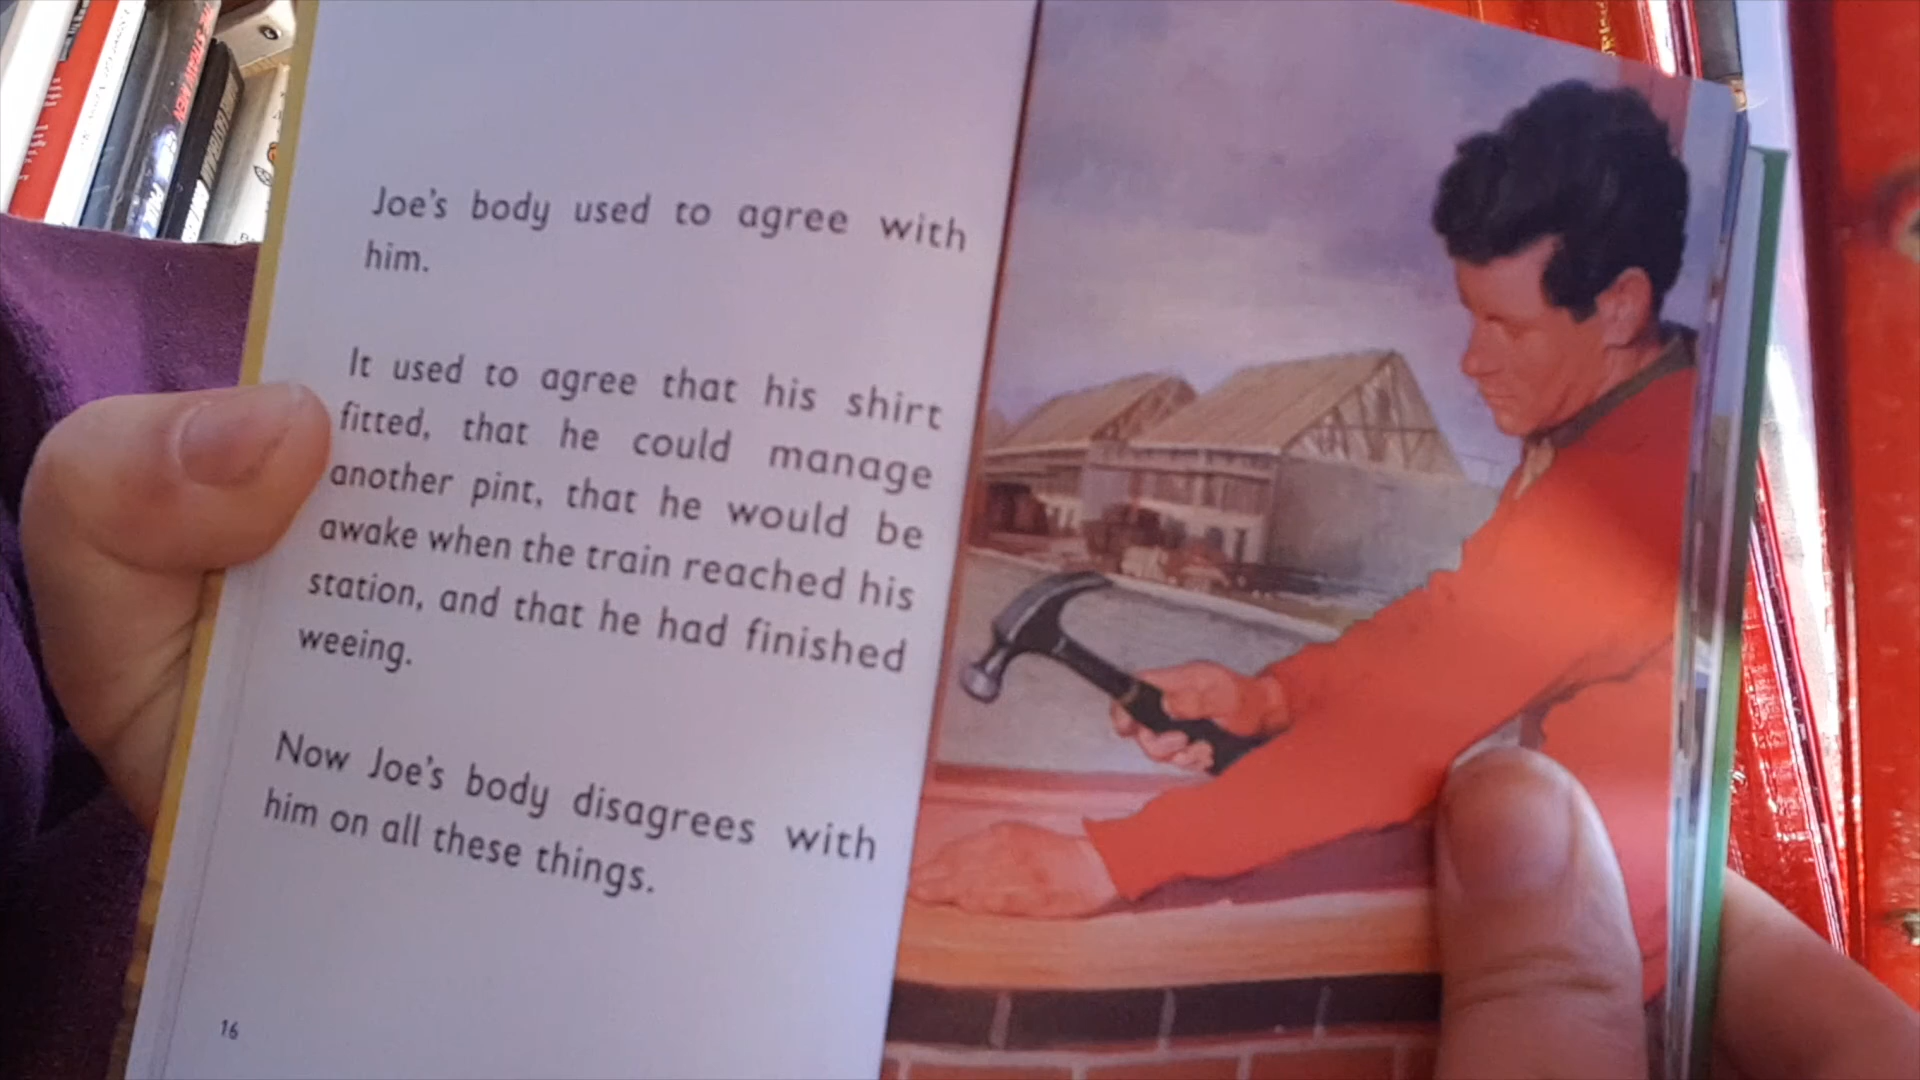 Joe's body used to agree with
him.
It used to agree that his shirt
fitted, that he could manage
another pint, that he would be
awake when the train reached his
station, and that he had finished
weeing.
Now Joe's body disagrees with
him on all these things.
16